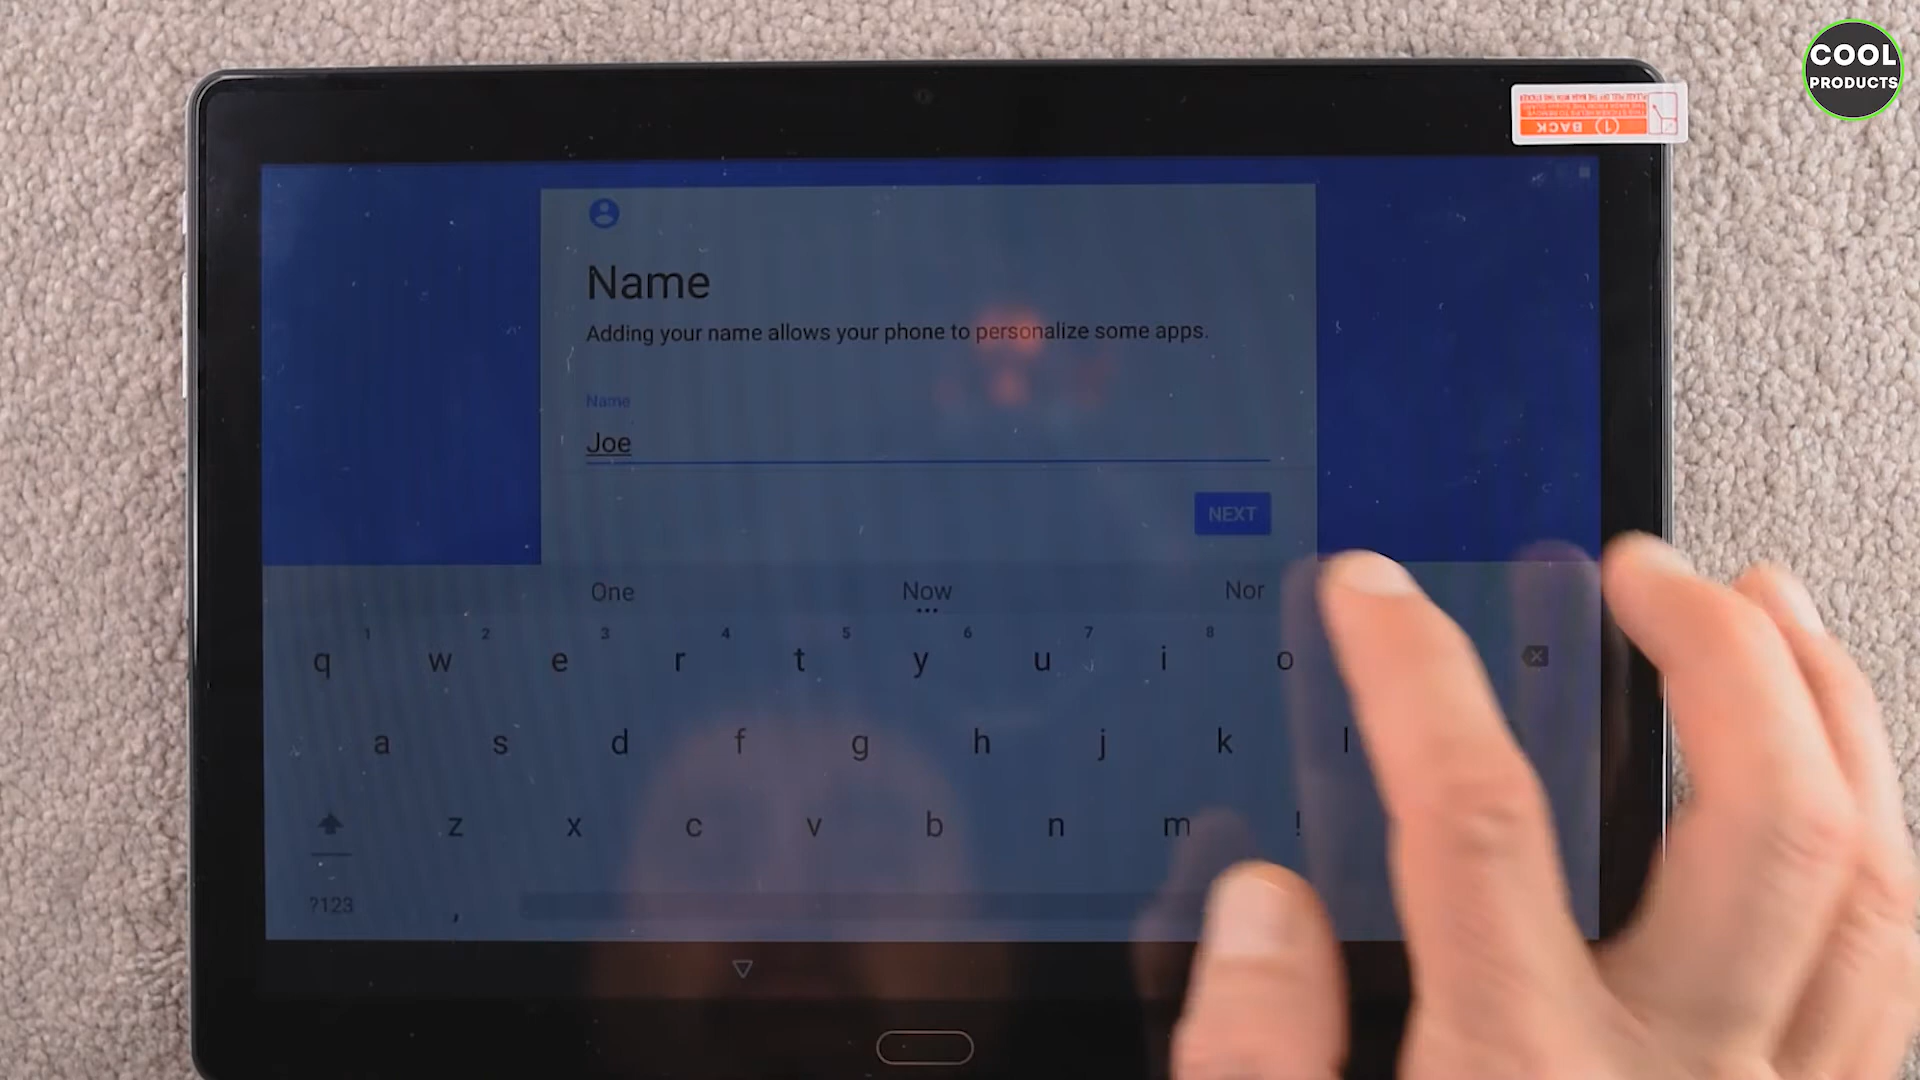 COOL
PRODUCTS
BACK
Name
Adding your name allows your phone to personalize some apps.
Name
Joe
NEXT
One Now Nor
1 2 3 4 5 6 7 8
q w e r t y u i o
a s d f g h j k l
z x c v b n m !
?123 ,